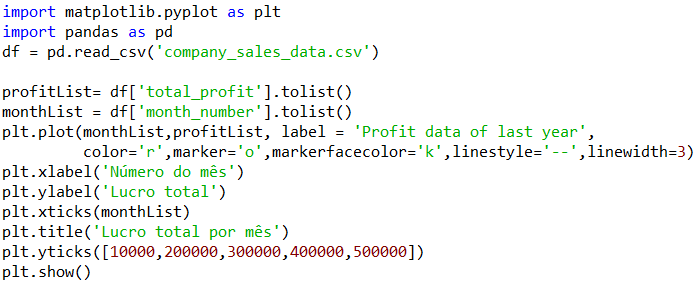 import matplotlib.pyplot as plt
import pandas as pd
df = pd.read_csv('company_sales_data.csv')

profitList= df['total_profit'].tolist()
monthList = df['month_number'].tolist()
plt.plot(monthList,profitList, label = 'Profit data of last year',
        color='r',marker='o',markerfacecolor='k',linestyle='--',linewidth=3)
plt.xlabel('Número do mês')
plt.ylabel('Lucro total')
plt.xticks(monthList)
plt.title('Lucro total por mês')
plt.yticks([10000,200000,300000,400000,500000])
plt.show()